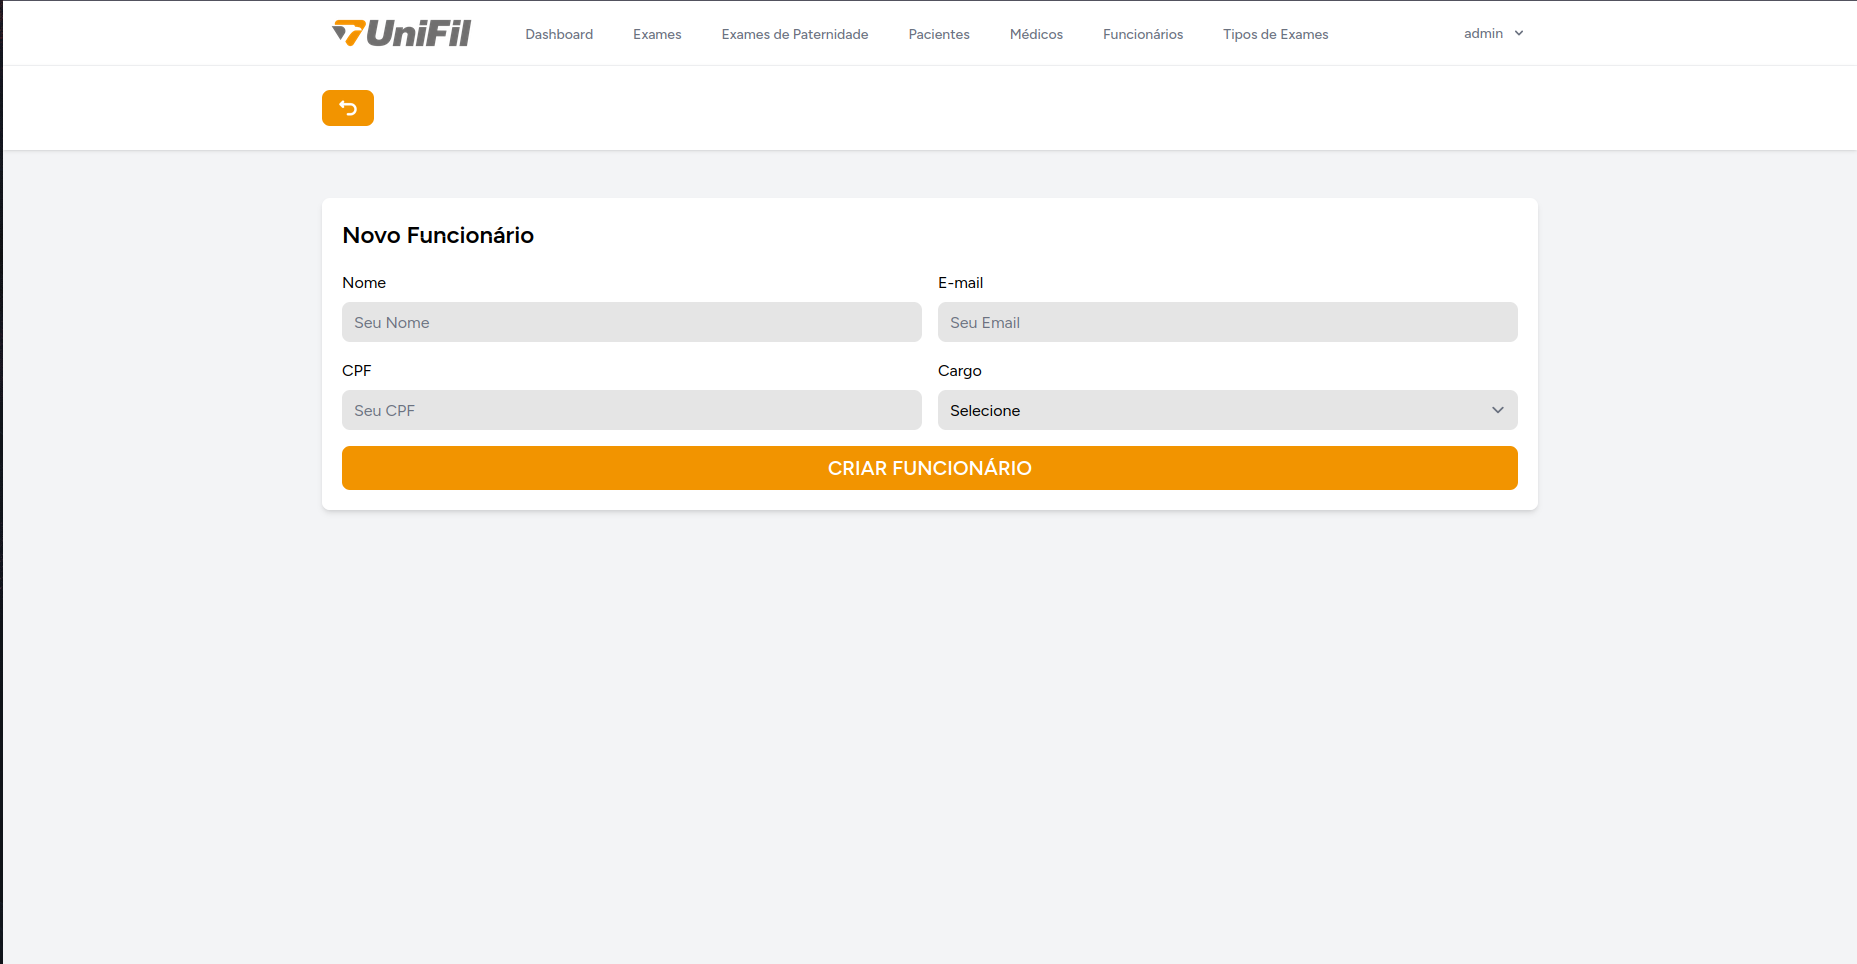 UniFil
Dashboard Exames Exames de Paternidade Pacientes Médicos Funcionários Tipos de Exames admin
Novo Funcionário
Nome E-mail
Seu Nome Seu Email
CPF Cargo
Seu CPF Selecione
CRIAR FUNCIONÁRIO